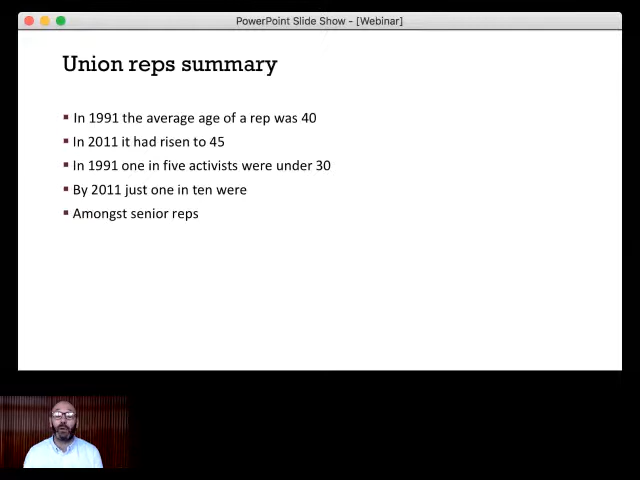 PowerPoint Slide Show - [Webinar]
Union reps summary
▪ In 1991 the average age of a rep was 40
▪ In 2011 it had risen to 45
▪ In 1991 one in five activists were under 30
▪ By 2011 just one in ten were
▪ Amongst senior reps